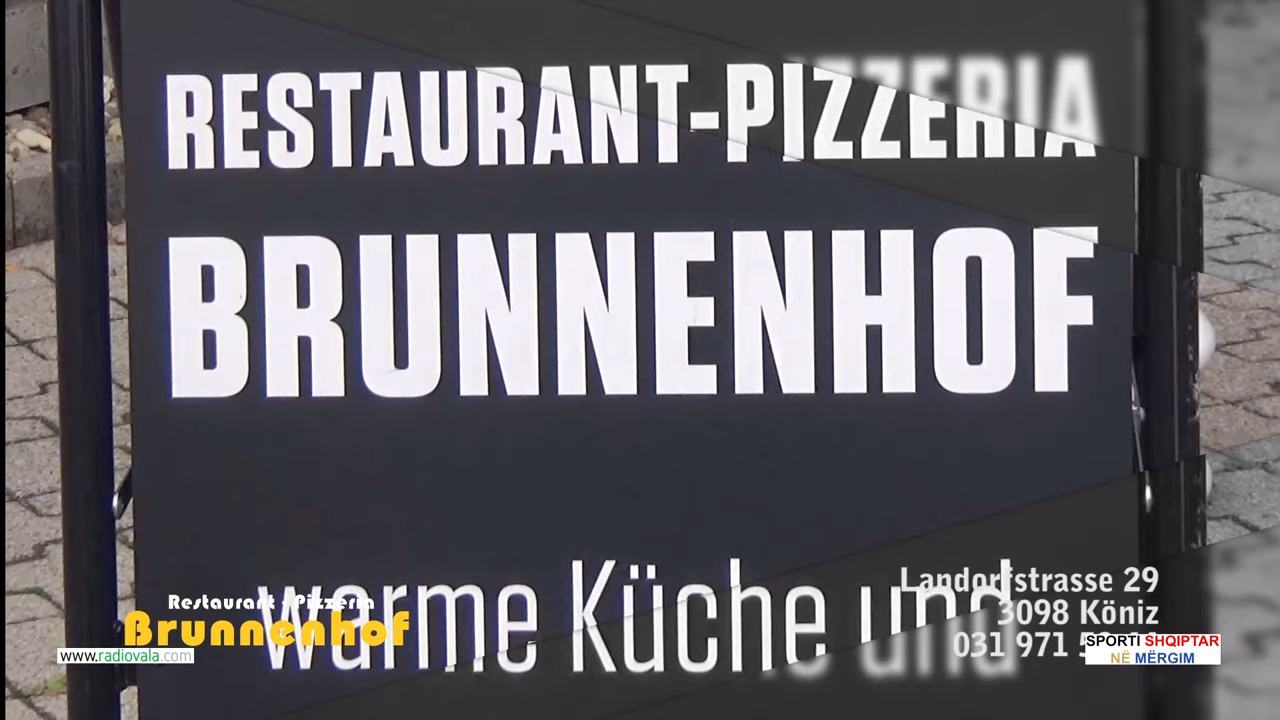 RESTAURANT-PIZZERIA
BRUNNENHOF
warme Küche und
Restaurant - Pizzeria
Brunnenhof
www.radiovala.com
Landorfstrasse 29
3098 Köniz
031 971
SPORTI SHQIPTAR
NË MËRGIM